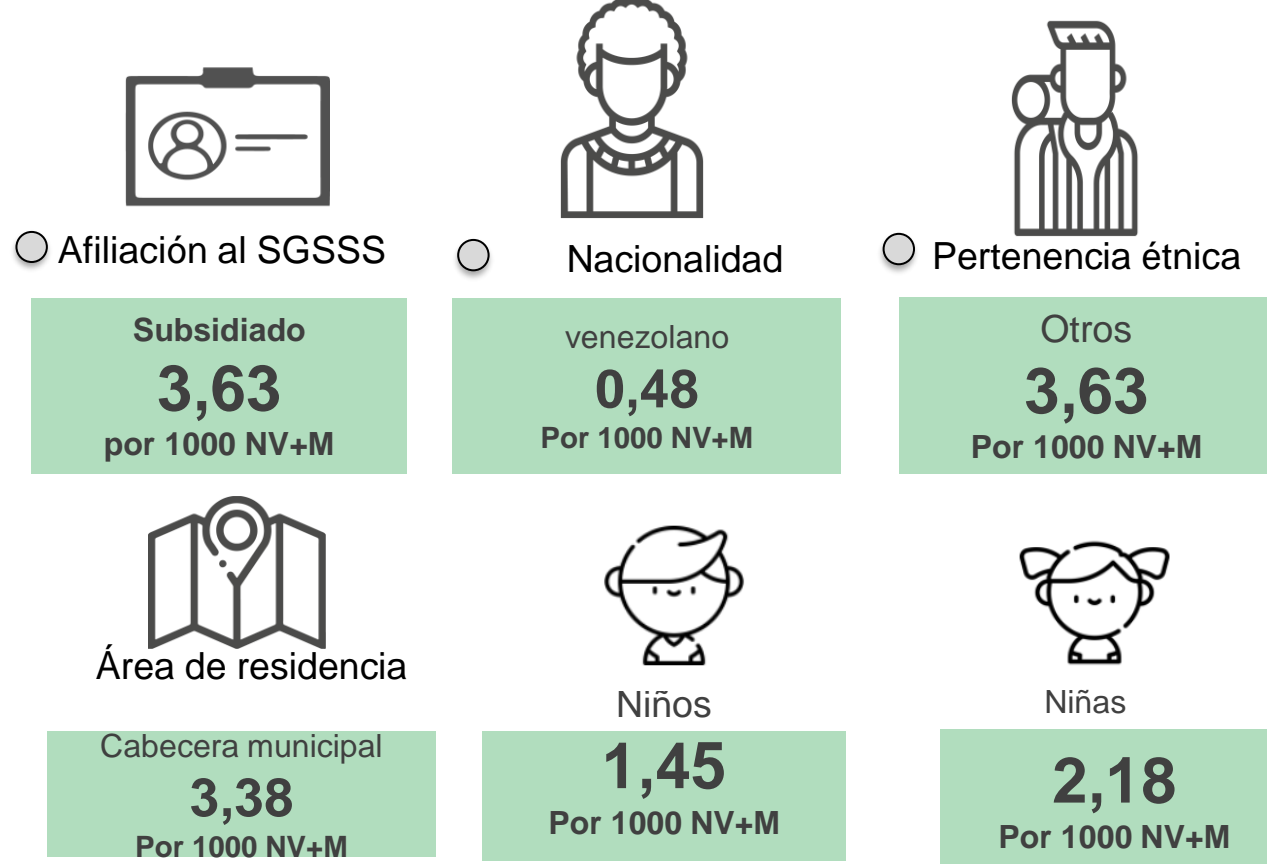 Afiliación al SGSSS
Subsidiado
3,63
por 1000 NV+M
Nacionalidad
venezolano
0,48
Por 1000 NV+M
Pertenencia étnica
Otros
3,63
Por 1000 NV+M
Área de residencia
Cabecera municipal
3,38
Por 1000 NV+M
Niños
1,45
Por 1000 NV+M
Niñas
2,18
Por 1000 NV+M